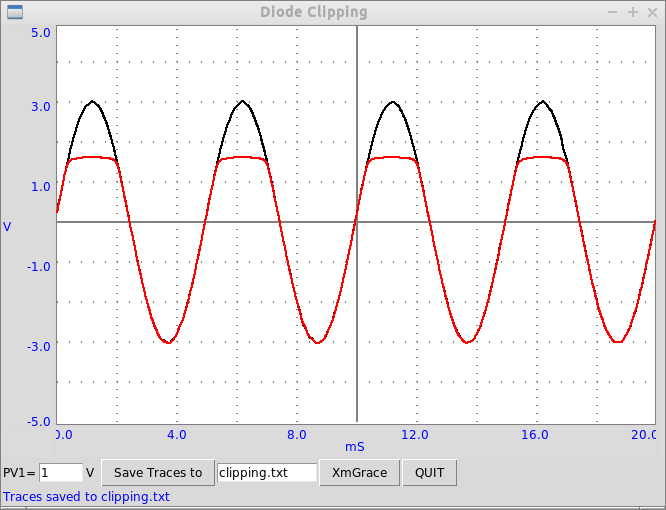 Diode Clipping
5.0
3.0
1.0
V
-1.0
-3.0
-5.0
0.0 4.0 8.0 12.0 16.0 20.0
mS
PV1= 1 V Save Traces to clipping.txt XmGrace QUIT
Traces saved to clipping.txt